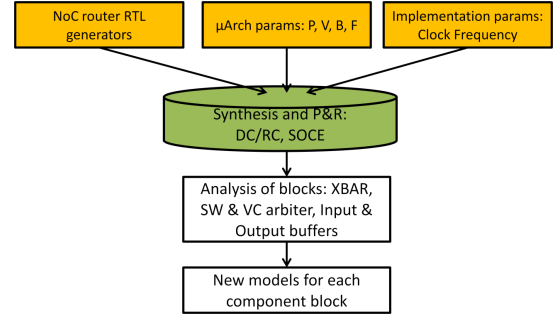 NoC router RTL
generators
µArch params: P, V, B, F
Implementation params:
Clock Frequency
Synthesis and P&R:
DC/RC, SOCE
Analysis of blocks: XBAR,
SW & VC arbiter, Input &
Output buffers
New models for each
component block